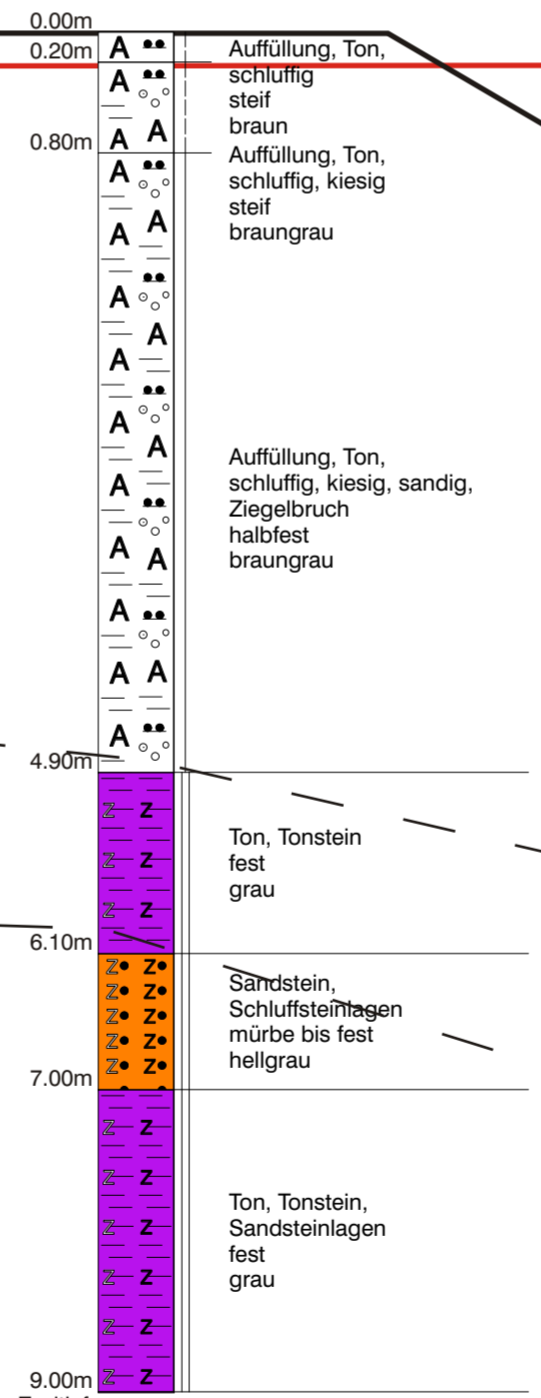 0.00m
0.20m
Auffüllung, Ton,
schluffig
steif
braun
0.80m
Auffüllung, Ton,
schluffig, kiesig
steif
braungrau
Auffüllung, Ton,
schluffig, kiesig, sandig,
Ziegelbruch
halbfest
braungrau
4.90m
Ton, Tonstein
fest
grau
6.10m
Sandstein,
Schluffsteinlagen
mürbe bis fest
hellgrau
7.00m
Ton, Tonstein,
Sandsteinlagen
fest
grau
9.00m
A
A
A A
A
A A
A
A
A
A
A
A
A
A
A
A
A A
A
Z Z
Z Z
Z Z
Z Z
Z Z
Z Z
Z Z
Z Z
Z Z
Z Z
Z Z
Z Z
Z Z
Z Z